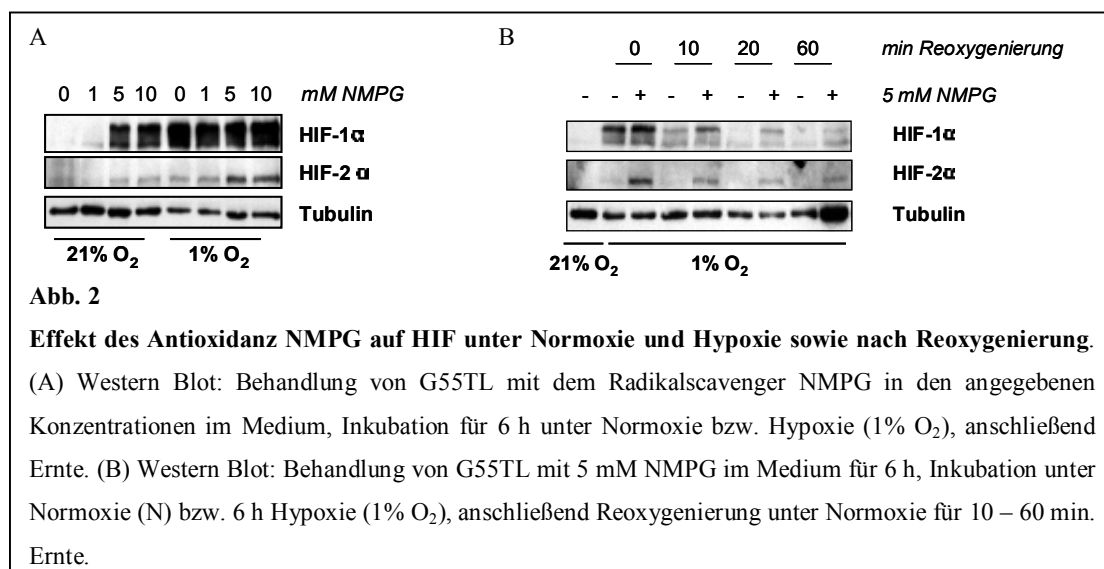 A
0 1 5 10 0 1 5 10 mM NMPG
HIF-1α
HIF-2 α
Tubulin
21% O2 1% O2
B
0 10 20 60 min Reoxygenierung
- - + - + - + - + 5 mM NMPG
HIF-1α
HIF-2α
Tubulin
21% O2 1% O2
Abb. 2
Effekt des Antioxidanz NMPG auf HIF unter Normoxie und Hypoxie sowie nach Reoxygenierung.
(A) Western Blot: Behandlung von G55TL mit dem Radikalscavenger NMPG in den angegebenen
Konzentrationen im Medium, Inkubation für 6 h unter Normoxie bzw. Hypoxie (1% O2), anschließend
Ernte. (B) Western Blot: Behandlung von G55TL mit 5 mM NMPG im Medium für 6 h, Inkubation unter
Normoxie (N) bzw. 6 h Hypoxie (1% O2), anschließend Reoxygenierung unter Normoxie für 10 – 60 min.
Ernte.